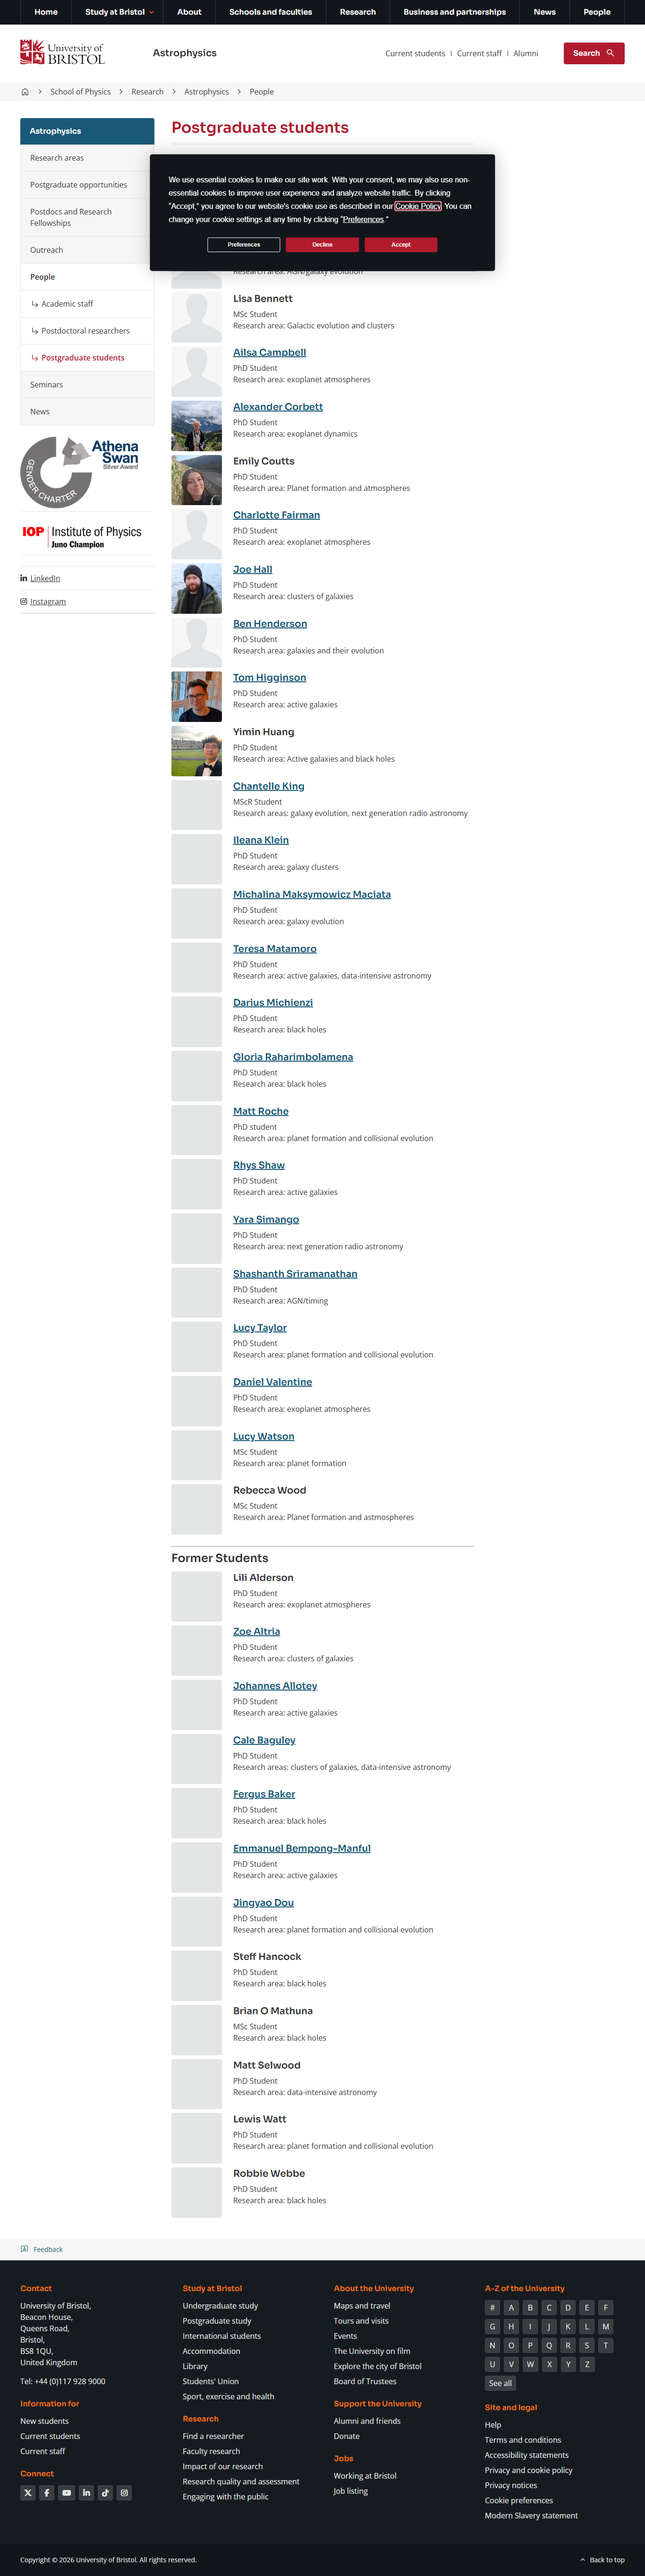 Home
Study at Bristol
About
Schools and faculties
Research
Business and partnerships
News
People
University of
BRISTOL
Astrophysics
Current students
Current staff
Alumni
Search
School of Physics
Research
Astrophysics
People
Astrophysics
Research areas
Postgraduate opportunities
Postdocs and Research
Fellowships
Outreach
People
Academic staff
Postdoctoral researchers
Postgraduate students
Seminars
News
Athena
Swan
Silver Award
GENDER CHARTER
IOP Institute of Physics
Juno Champion
LinkedIn
Instagram
Postgraduate students
We use essential cookies to make our site work. With your consent, we may also use non-
essential cookies to improve user experience and analyze website traffic. By clicking
"Accept," you agree to our website's cookie use as described in our Cookie Policy. You can
change your cookie settings at any time by clicking "Preferences."
Preferences
Decline
Accept
Research area: AGN/galaxy evolution
Lisa Bennett
MSc Student
Research area: Galactic evolution and clusters
Ailsa Campbell
PhD Student
Research area: exoplanet atmospheres
Alexander Corbett
PhD Student
Research area: exoplanet dynamics
Emily Coutts
PhD Student
Research area: Planet formation and atmospheres
Charlotte Fairman
PhD Student
Research area: exoplanet atmospheres
Joe Hall
PhD Student
Research area: clusters of galaxies
Ben Henderson
PhD Student
Research area: galaxies and their evolution
Tom Higginson
PhD Student
Research area: active galaxies
Yimin Huang
PhD Student
Research area: Active galaxies and black holes
Chantelle King
MScR Student
Research areas: galaxy evolution, next generation radio astronomy
Ileana Klein
PhD Student
Research area: galaxy clusters
Michalina Maksymowicz Maciata
PhD Student
Research area: galaxy evolution
Teresa Matamoro
PhD Student
Research area: active galaxies, data-intensive astronomy
Darius Michienzi
PhD Student
Research area: black holes
Gloria Raharimbolamena
PhD Student
Research area: black holes
Matt Roche
PhD student
Research area: planet formation and collisional evolution
Rhys Shaw
PhD Student
Research area: active galaxies
Yara Simango
PhD Student
Research area: next generation radio astronomy
Shashanth Sriramanathan
PhD Student
Research area: AGN/timing
Lucy Taylor
PhD Student
Research area: planet formation and collisional evolution
Daniel Valentine
PhD Student
Research area: exoplanet atmospheres
Lucy Watson
MSc Student
Research area: planet formation
Rebecca Wood
MSc Student
Research area: Planet formation and astmospheres
Former Students
Lili Alderson
PhD Student
Research area: exoplanet atmospheres
Zoe Altria
PhD Student
Research area: clusters of galaxies
Johannes Allotey
PhD Student
Research area: active galaxies
Cale Baguley
PhD Student
Research areas: clusters of galaxies, data-intensive astronomy
Fergus Baker
PhD Student
Research area: black holes
Emmanuel Bempong-Manful
PhD Student
Research area: active galaxies
Jingyao Dou
PhD Student
Research area: planet formation and collisional evolution
Steff Hancock
PhD Student
Research area: black holes
Brian O Mathuna
MSc Student
Research area: black holes
Matt Selwood
PhD Student
Research area: data-intensive astronomy
Lewis Watt
PhD Student
Research area: planet formation and collisional evolution
Robbie Webbe
PhD Student
Research area: black holes
Feedback
Contact
University of Bristol,
Beacon House,
Queens Road,
Bristol,
BS8 1QU,
United Kingdom
Tel: +44 (0)117 928 9000
Information for
New students
Current students
Current staff
Connect
Study at Bristol
Undergraduate study
Postgraduate study
International students
Accommodation
Library
Students' Union
Sport, exercise and health
Research
Find a researcher
Faculty research
Impact of our research
Research quality and assessment
Engaging with the public
About the University
Maps and travel
Tours and visits
Events
The University on film
Explore the city of Bristol
Board of Trustees
Support the University
Alumni and friends
Donate
Jobs
Working at Bristol
Job listing
A-Z of the University
# A B C D E F
G H I J K L M
N O P Q R S T
U V W X Y Z
See all
Site and legal
Help
Terms and conditions
Accessibility statements
Privacy and cookie policy
Privacy notices
Cookie preferences
Modern Slavery statement
Copyright © 2026 University of Bristol. All rights reserved.
Back to top